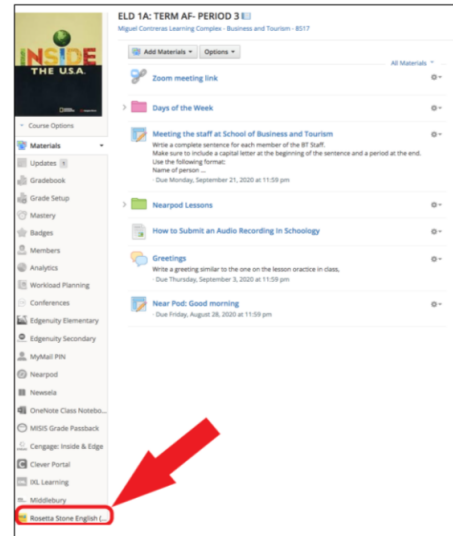 ELD 1A: TERM AF- PERIOD 3
Miguel Contreras Learning Complex - Business and Tourism - 8517
INSIDE
THE U.S.A.
Course Options
Materials
Updates
Gradebook
Grade Setup
Mastery
Badges
Members
Analytics
Workload Planning
Conferences
Edgenuity Elementary
Edgenuity Secondary
MyMail PIN
Nearpod
Newsela
OneNote Class Notebo...
MISIS Grade Passback
Cengage: Inside & Edge
Clever Portal
IXL Learning
Middlebury
Rosetta Stone English (...
Add Materials
Options
All Materials
Zoom meeting link
Days of the Week
Meeting the staff at School of Business and Tourism
Write a complete sentence for each member of the BT Staff.
Make sure to include a capital letter at the beginning of the sentence and a period at the end.
Use the following format:
Name of person ...
· Due Monday, September 21, 2020 at 11:59 pm
Nearpod Lessons
How to Submit an Audio Recording in Schoology
Greetings
Write a greeting similar to the one on the lesson oractice in class,
· Due Thursday, September 3, 2020 at 11:59 pm
Near Pod: Good morning
· Due Friday, August 28, 2020 at 11:59 pm